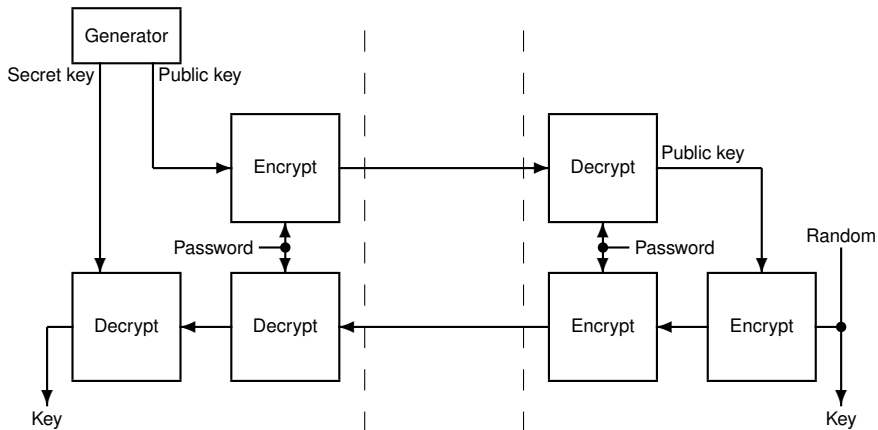 Generator
Secret key
Public key
Encrypt
Decrypt
Public key
Password
Password
Random
Decrypt
Decrypt
Encrypt
Encrypt
Key
Key